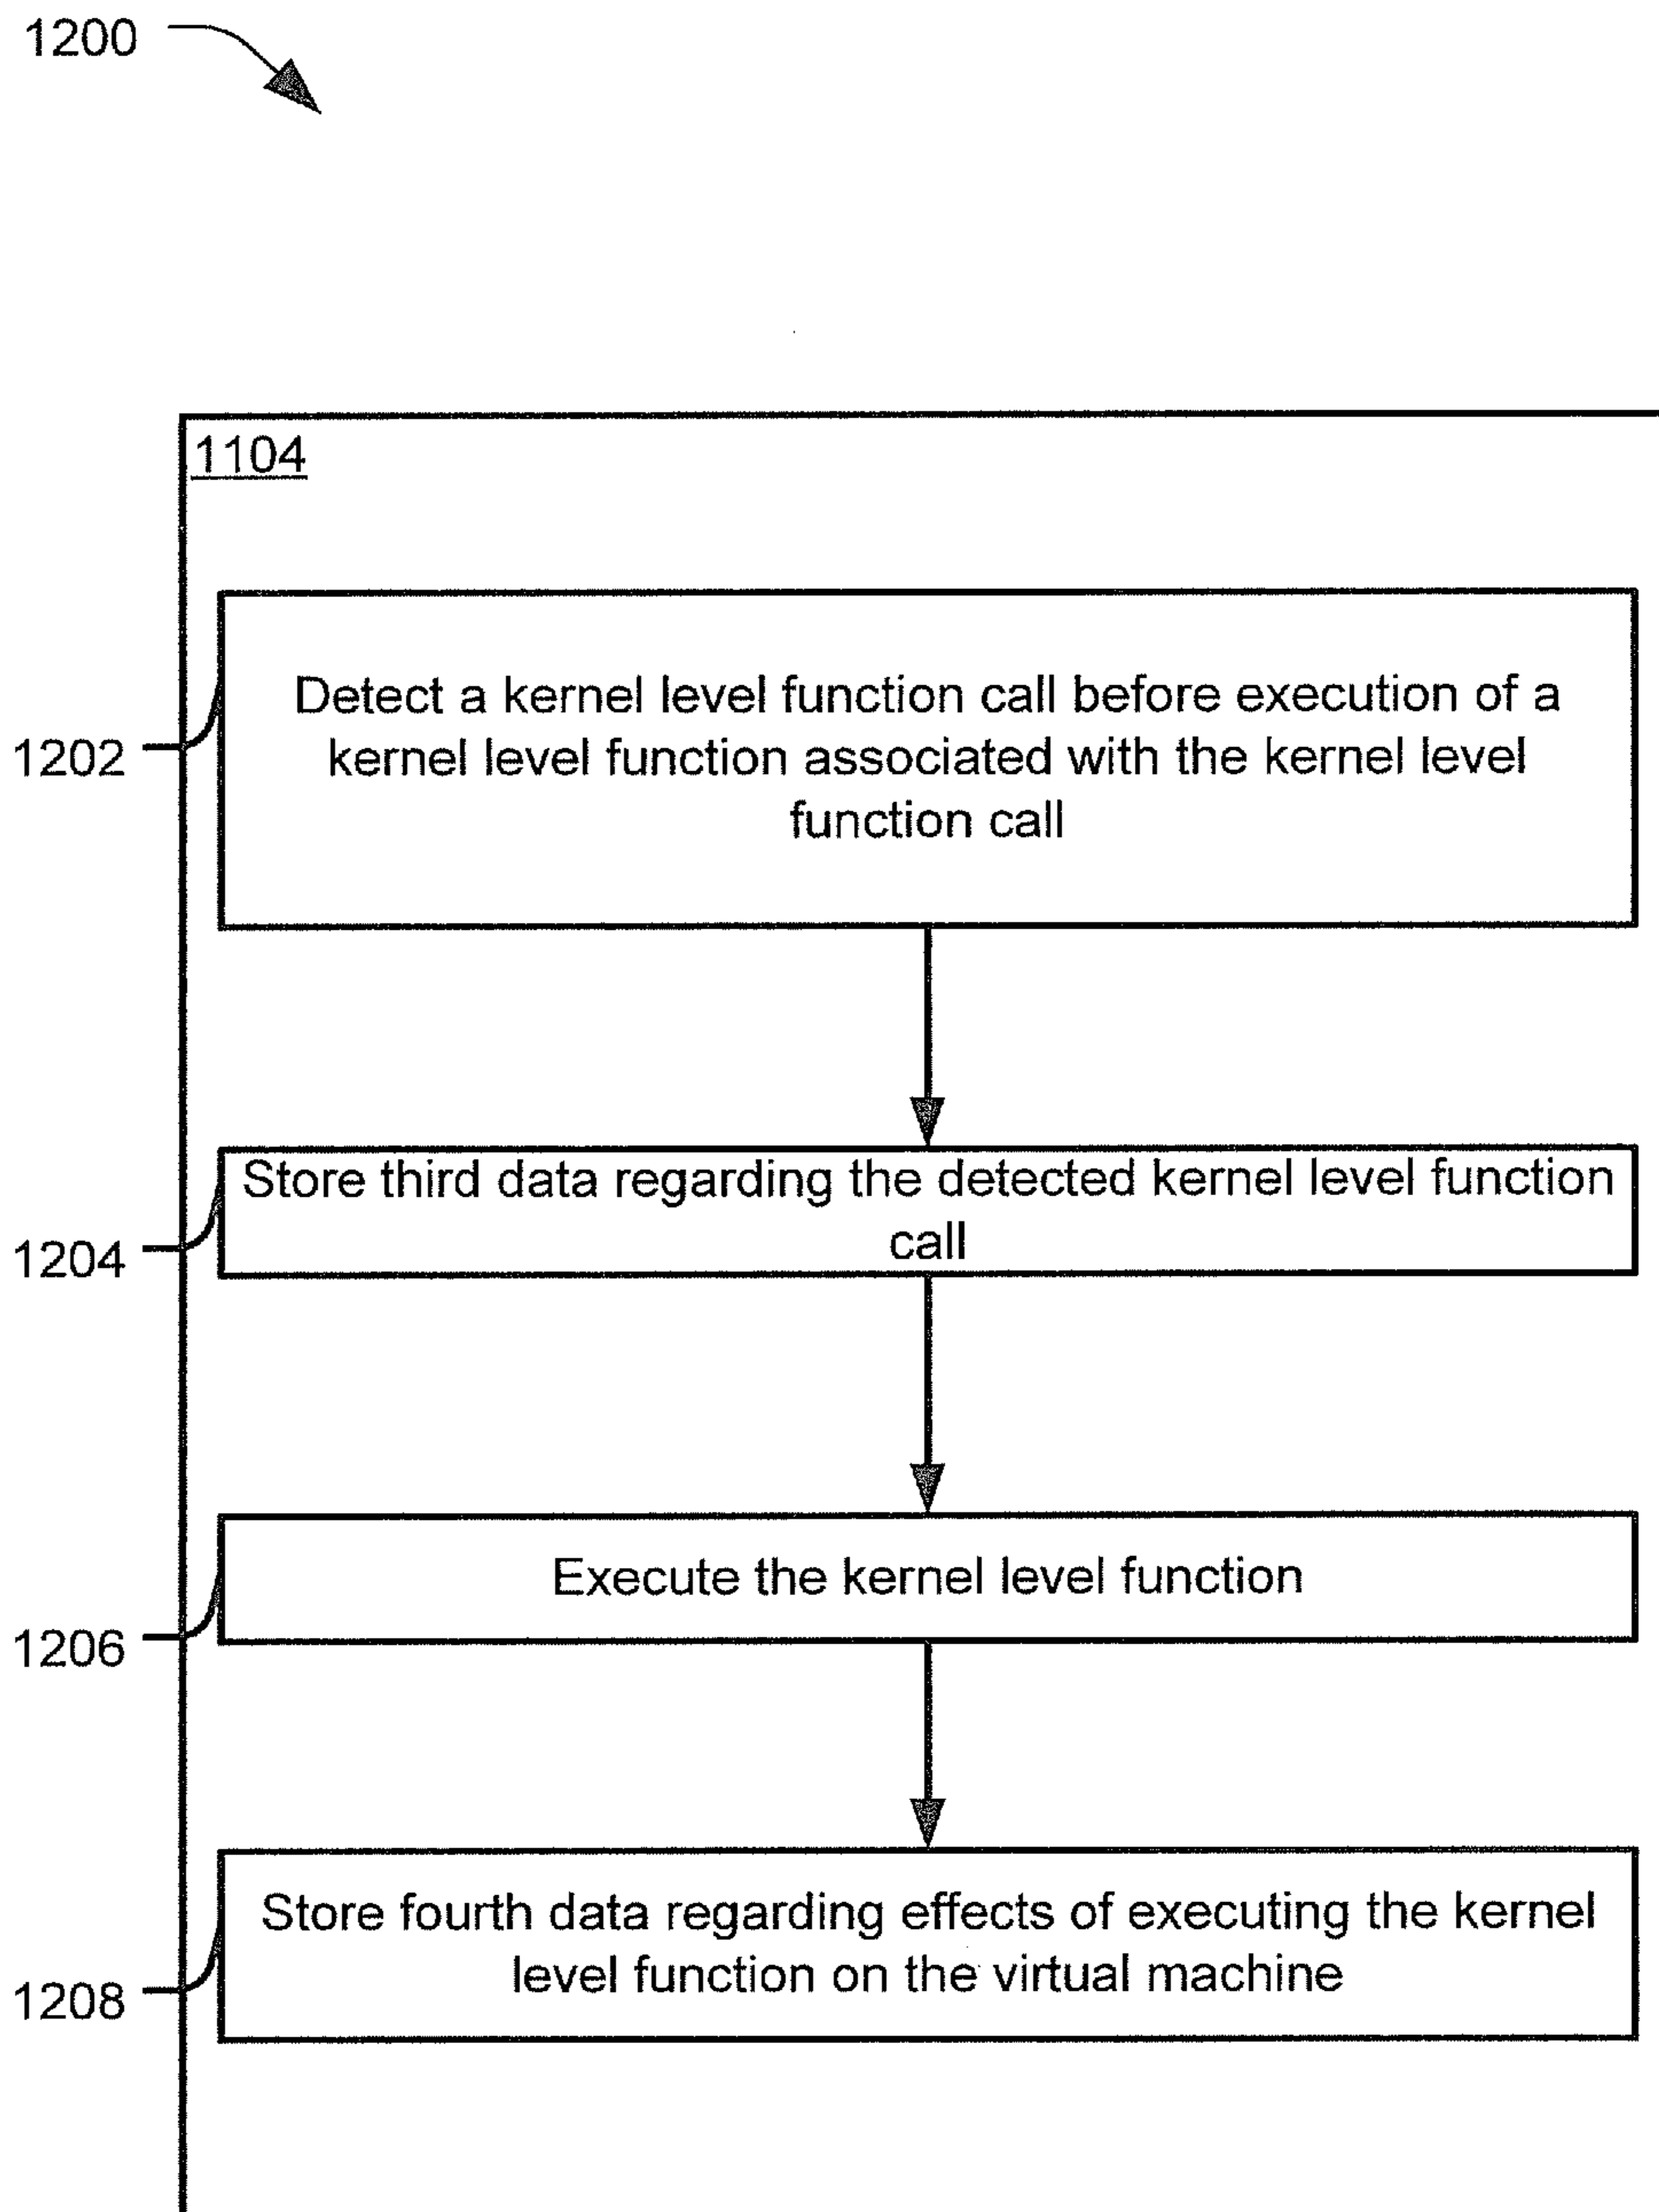 1200
1104
Detect a kernel level function call before execution of a
kernel level function associated with the kernel level
function call
1202
Store third data regarding the detected kernel level function
call
1204
Execute the kernel level function
1206
Store fourth data regarding effects of executing the kernel
level function on the virtual machine
1208